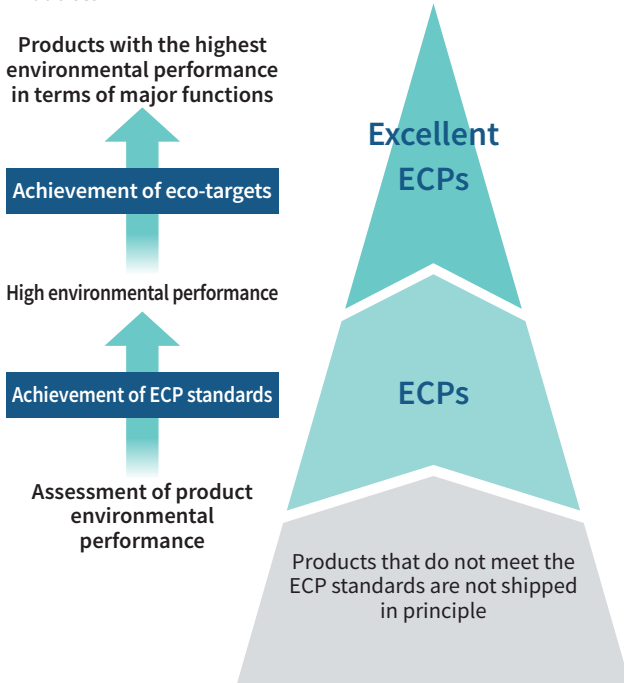 Products with the highest
environmental performance
in terms of major functions
Achievement of eco-targets
High environmental performance
Achievement of ECP standards
Assessment of product
environmental
performance
Excellent
ECPs
ECPs
Products that do not meet the
ECP standards are not shipped
in principle